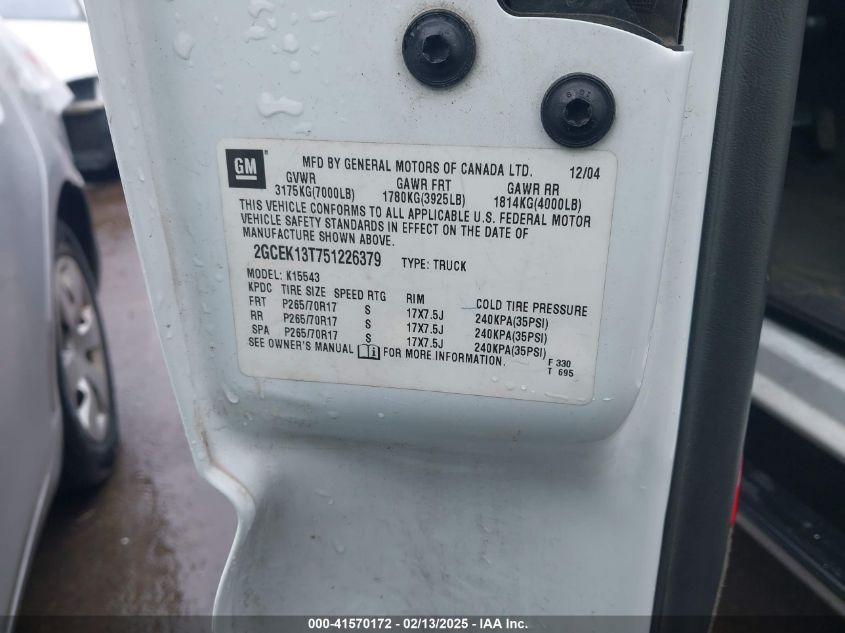 GM MFD BY GENERAL MOTORS OF CANADA LTD. 12/04
GVWR GAWR FRT GAWR RR
3175KG(7000LB) 1780KG(3925LB) 1814KG(4000LB)
THIS VEHICLE CONFORMS TO ALL APPLICABLE U.S. FEDERAL MOTOR
VEHICLE SAFETY STANDARDS IN EFFECT ON THE DATE OF
MANUFACTURE SHOWN ABOVE.
2GCEK13T751226379 TYPE: TRUCK
MODEL: K15543
KPDC TIRE SIZE SPEED RTG RIM COLD TIRE PRESSURE
FRT P265/70R17 S 17X7.5J 240KPA(35PSI)
RR P265/70R17 S 17X7.5J 240KPA(35PSI)
SPA P265/70R17 S 17X7.5J 240KPA(35PSI)
SEE OWNER'S MANUAL FOR MORE INFORMATION.
F 330
T 695
000-41570172 - 02/13/2025 - IAA Inc.